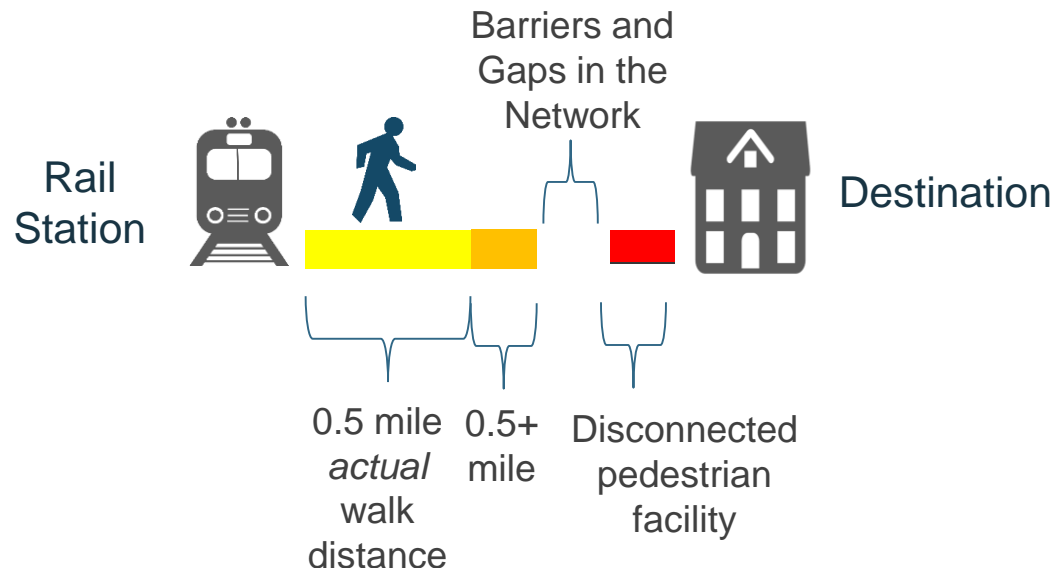 Barriers and
Gaps in the
Network
Rail
Station
Destination
0.5 mile
actual
walk
distance
0.5+
mile
Disconnected
pedestrian
facility